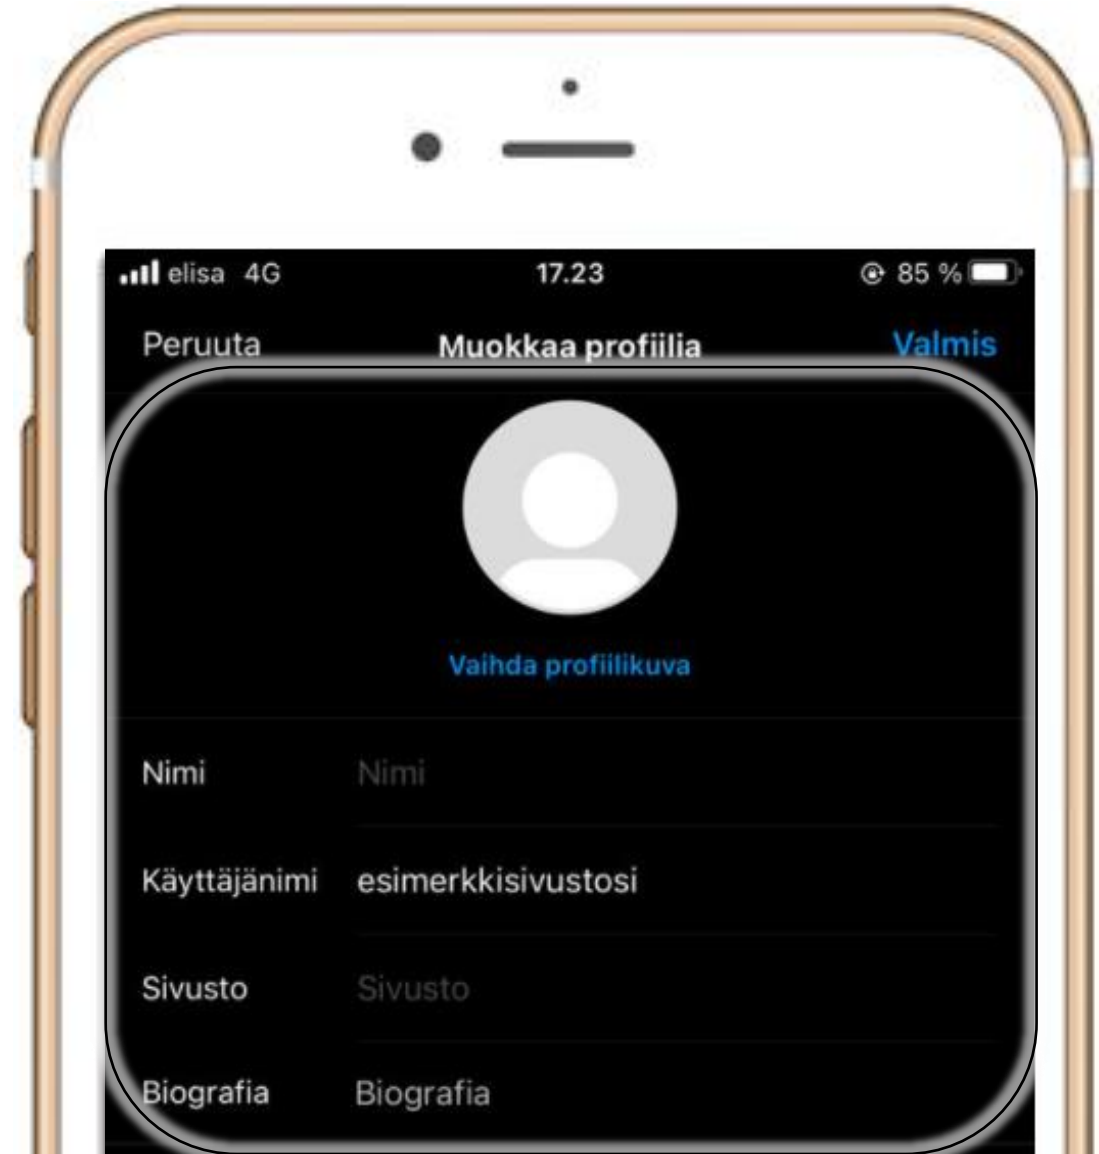 elisa 4G 17.23 85 %
Peruuta Muokkaa profiilia Valmis
Vaihda profiilikuva
Nimi Nimi
Käyttäjänimi esimerkkisivustosi
Sivusto Sivusto
Biografia Biografia